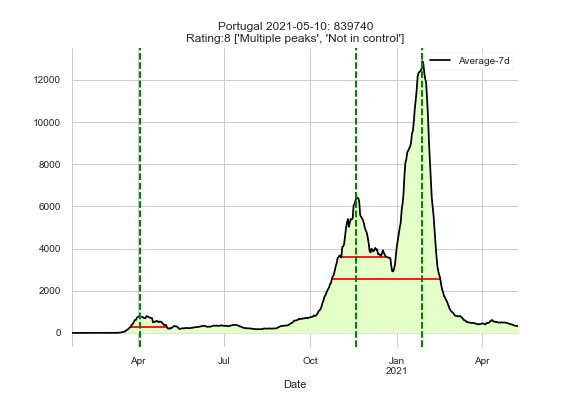 Portugal 2021-05-10: 839740
Rating:8 ['Multiple peaks', 'Not in control']
Average-7d
12000
10000
8000
6000
4000
2000
0
Apr Jul Oct Jan Apr
2021
Date